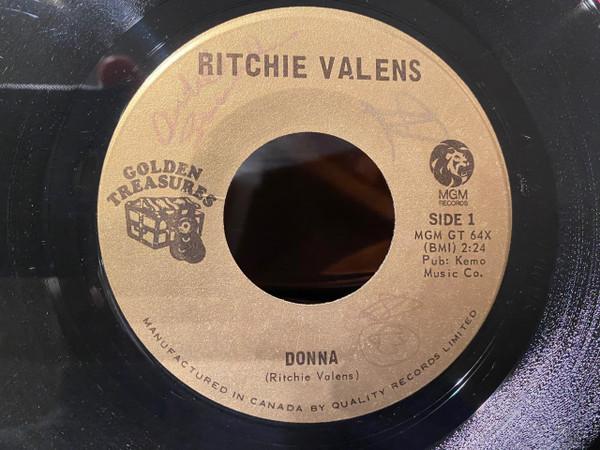 RITCHIE VALENS
GOLDEN
TREASURES
MGM
RECORDS
SIDE 1
MGM GT 64X
(BMI) 2:24
Pub: Kemo
Music Co.
DONNA
(Ritchie Valens)
MANUFACTURED IN CANADA BY QUALITY RECORDS LIMITED